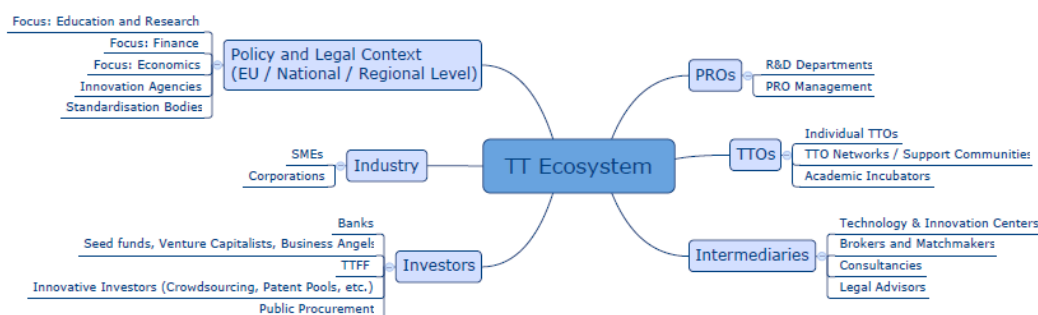 Focus: Education and Research
Focus: Finance
Focus: Economics
Innovation Agencies
Standardisation Bodies
Policy and Legal Context
(EU / National / Regional Level)
SMEs
Corporations
Industry
Banks
Seed funds, Venture Capitalists, Business Angels
TTFF
Innovative Investors (Crowdsourcing, Patent Pools, etc.)
Public Procurement
Investors
TT Ecosystem
PROs
R&D Departments
PRO Management
TTOs
Individual TTOs
TTO Networks / Support Communities
Academic Incubators
Intermediaries
Technology & Innovation Centers
Brokers and Matchmakers
Consultancies
Legal Advisors